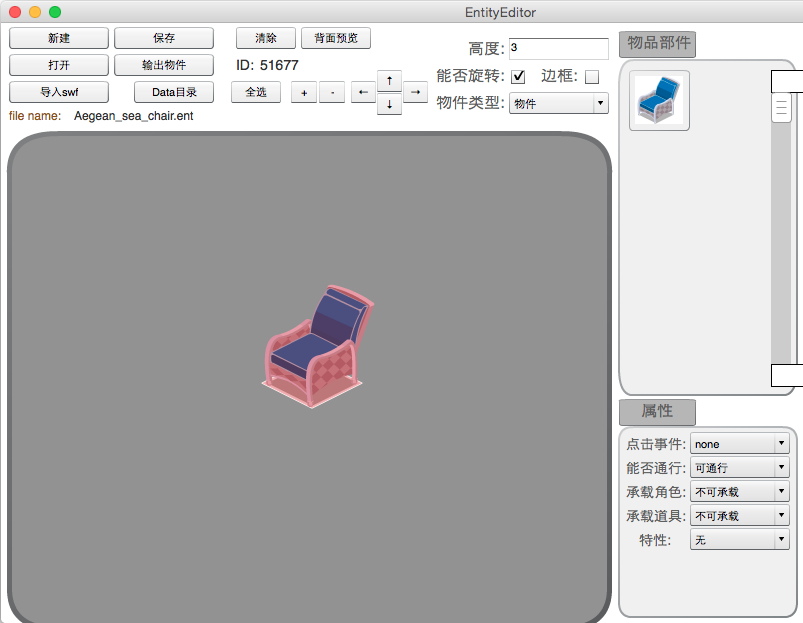 EntityEditor
新建
保存
清除
背面预览
打开
输出物件
ID: 51677
导入swf
Data目录
全选
+
-
←
↑
↓
→
高度: 3
能否旋转:
边框:
物件类型: 物件
file name: Aegean_sea_chair.ent
物品部件
属性
点击事件: none
能否通行: 可通行
承载角色: 不可承载
承载道具: 不可承载
特性: 无